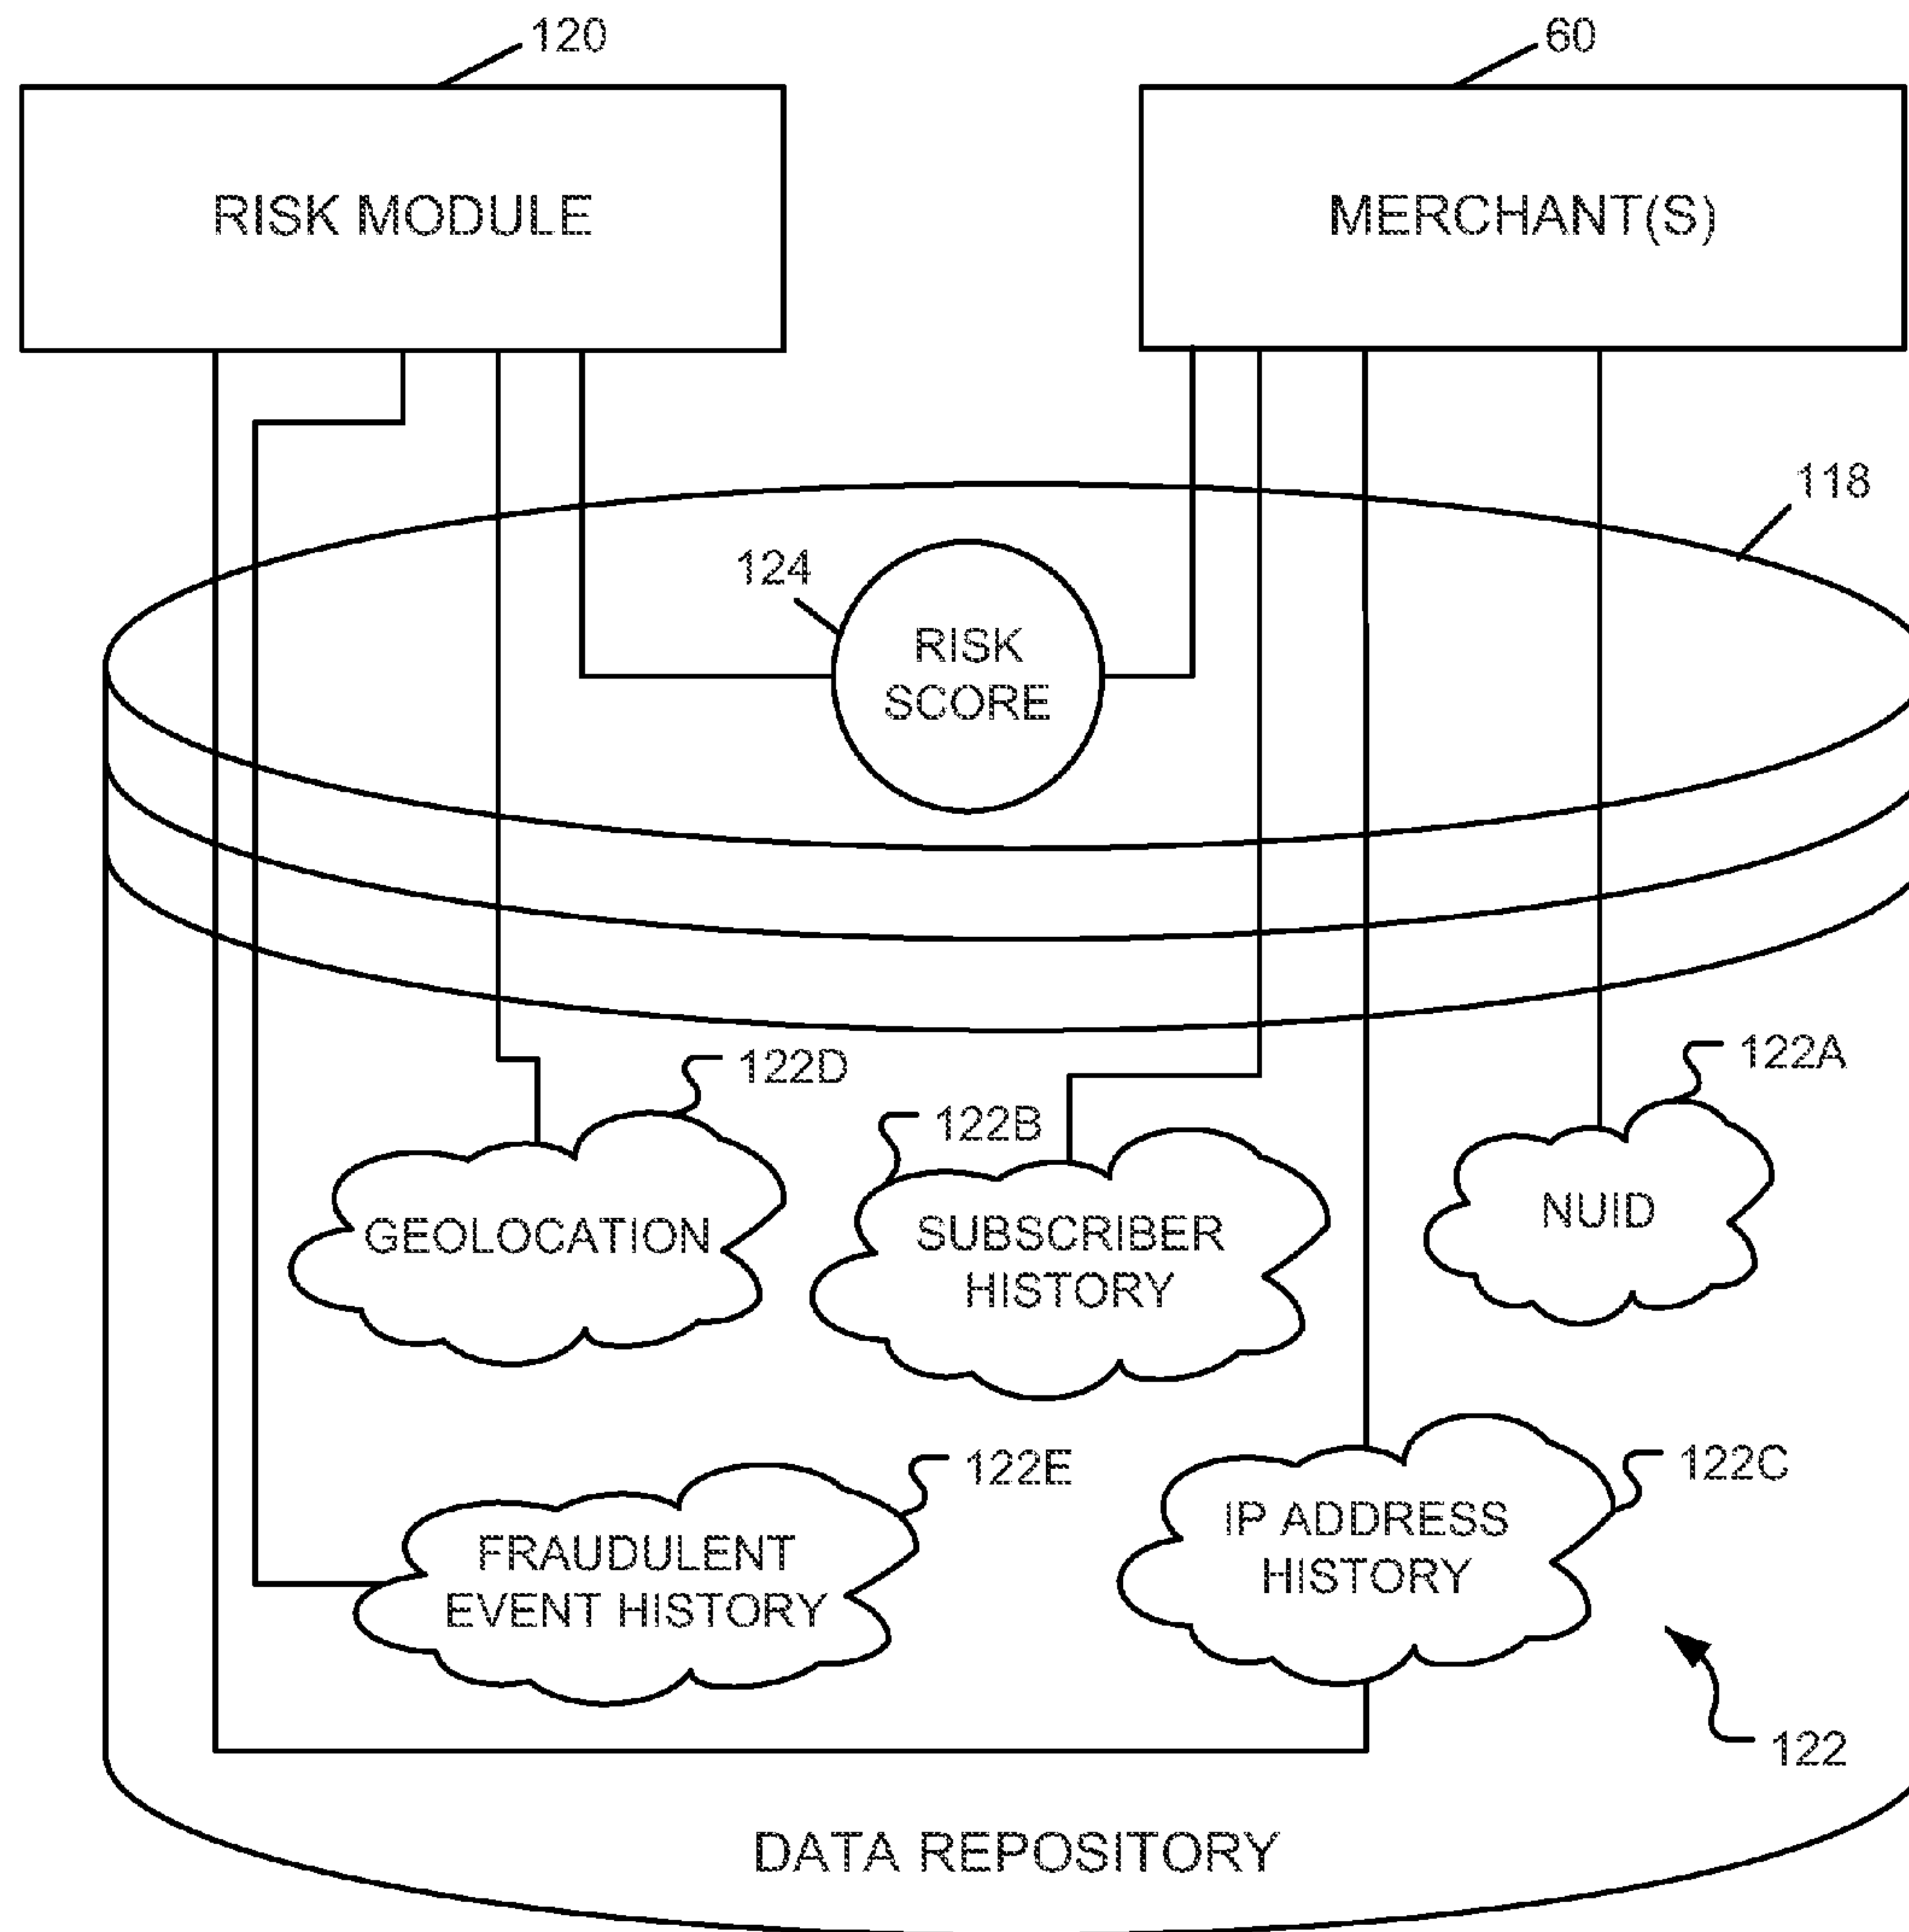 120
60
RISK MODULE
MERCHANT(S)
118
124
RISK
SCORE
122D
122A
122B
GEOLOCATION
SUBSCRIBER
HISTORY
NUID
122E
122C
FRAUDULENT
EVENT HISTORY
IP ADDRESS
HISTORY
122
DATA REPOSITORY